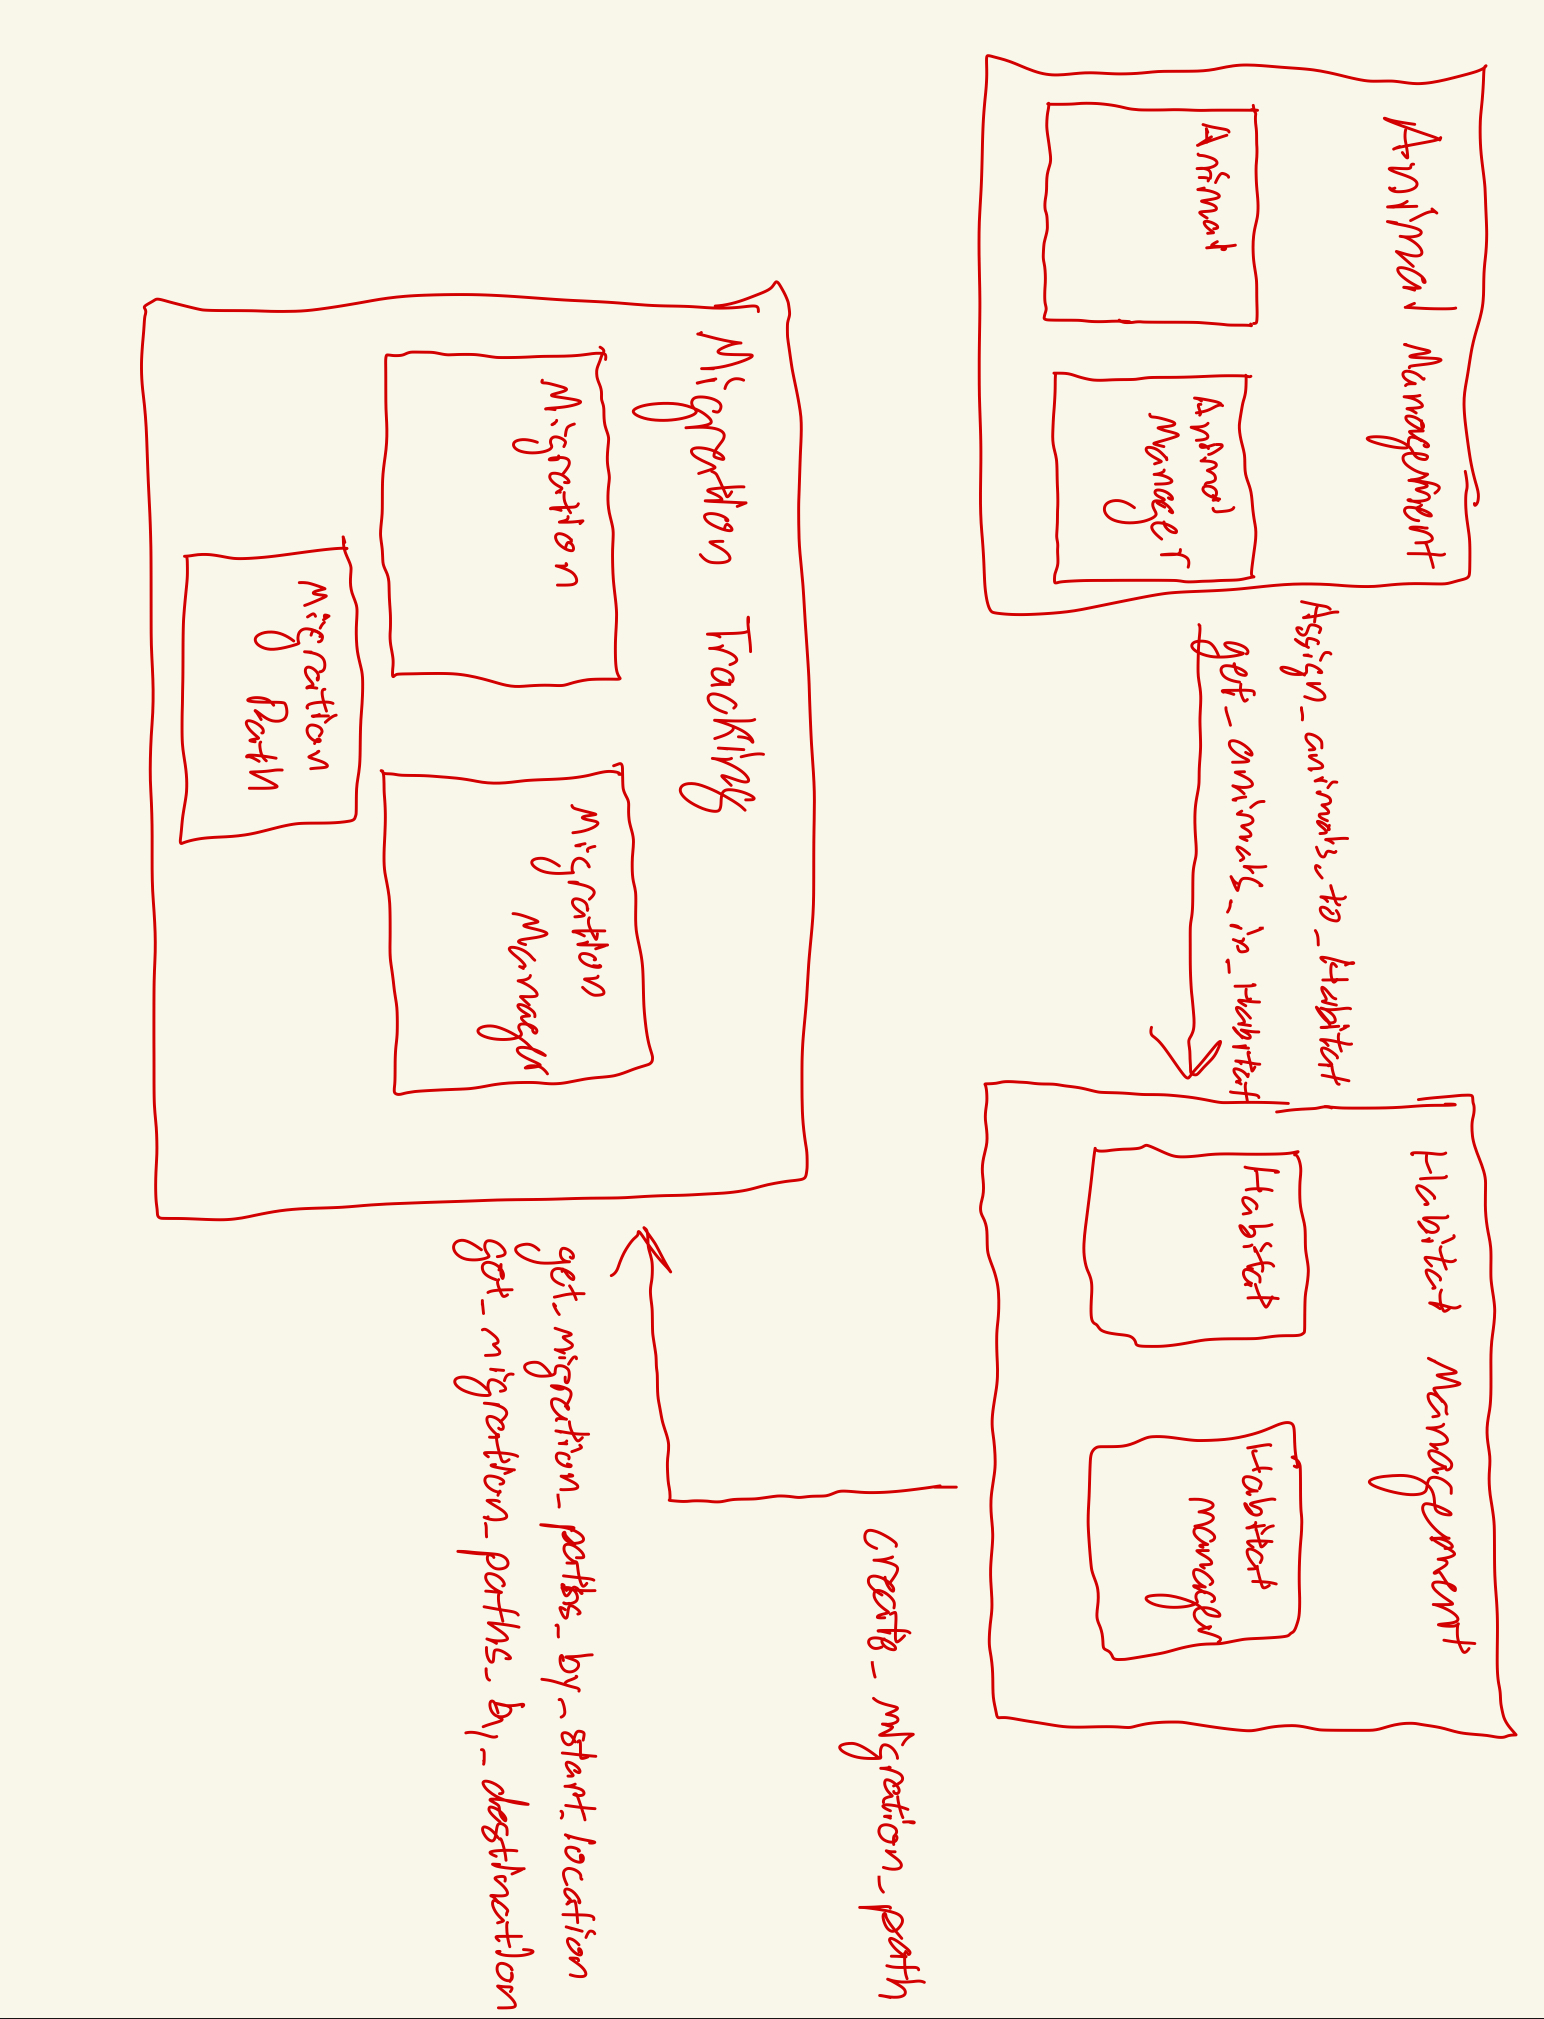 Animal Management
Animal
Animal
Manager
Assign_animals_to_Habitat
get_animals_in_Habitat
Habitat Management
Habitat
Habitat
manager
create_migration_path
Migration Tracking
Migration
Migration
Manager
Migration
Path
get_migration_paths_by_start_location
get_migration_paths_by_destination